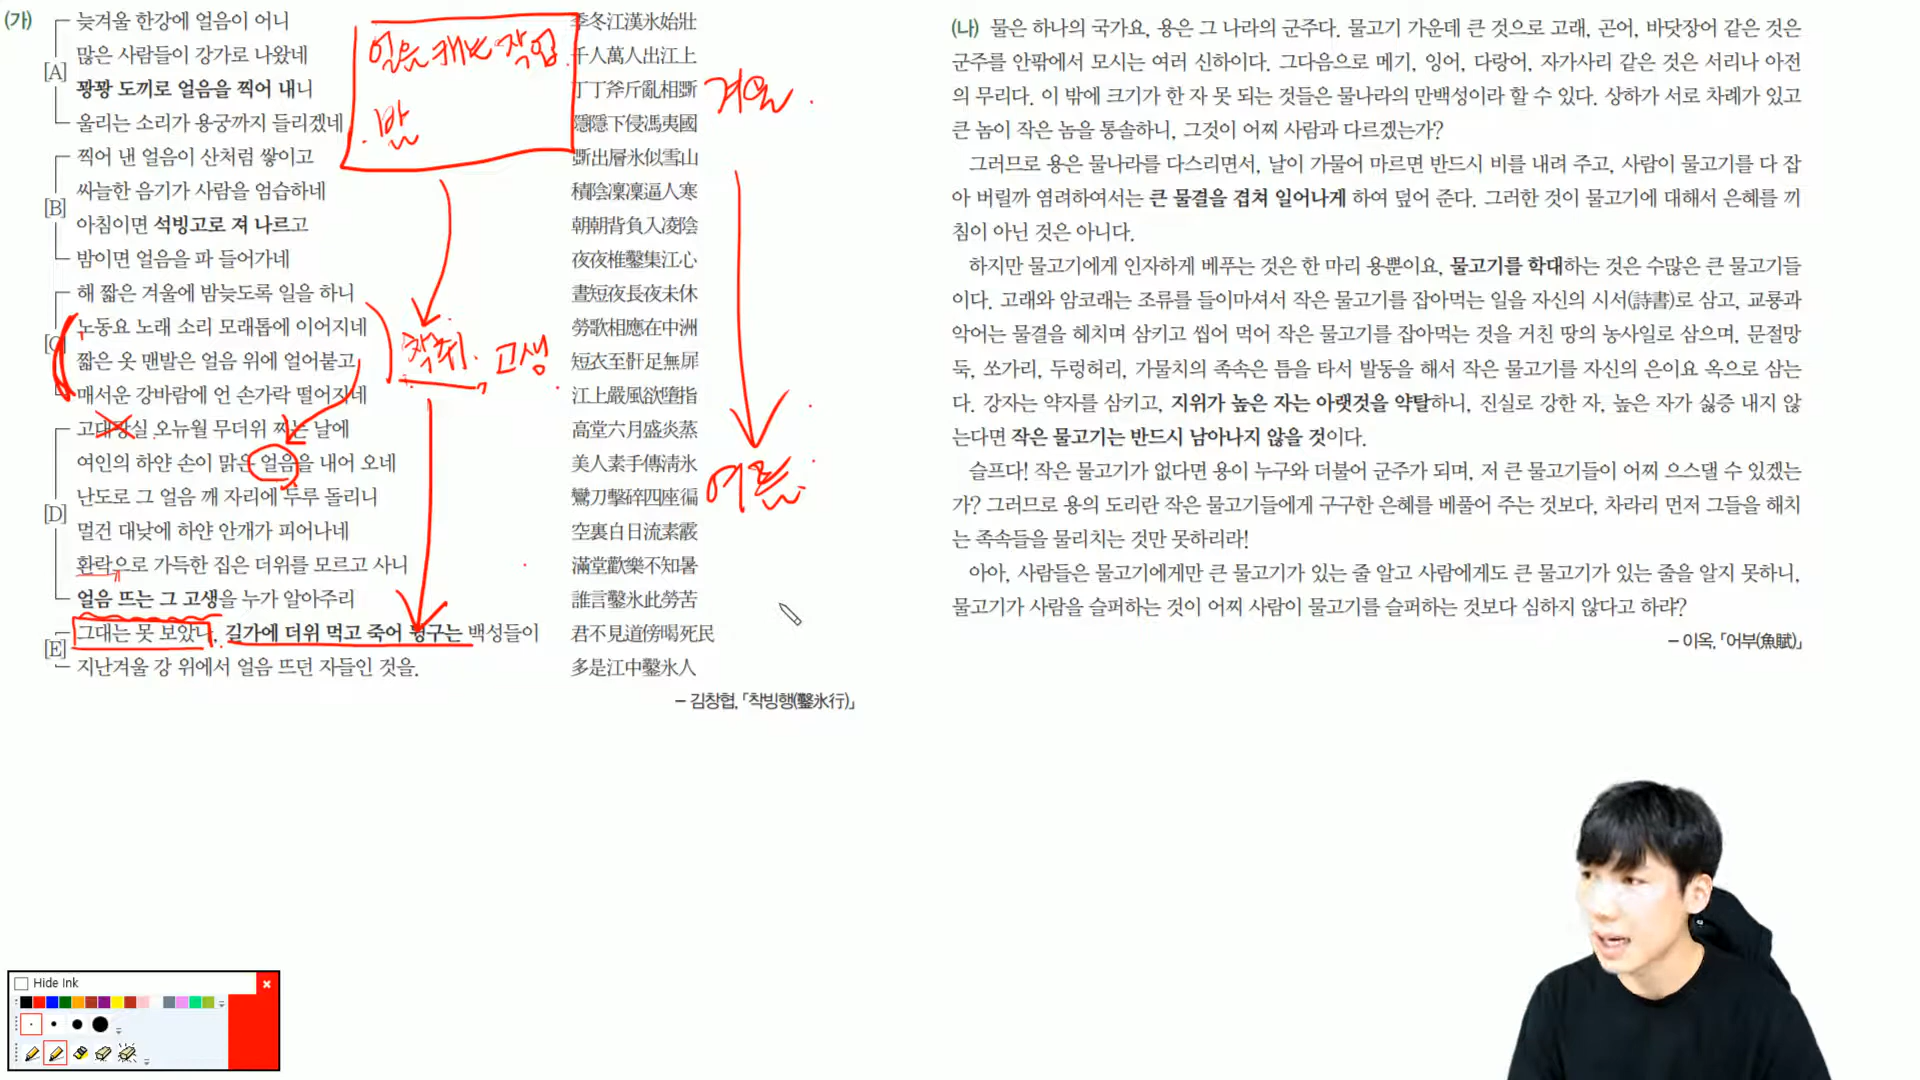 (가)
늦겨울 한강에 얼음이 어니
많은 사람들이 강가로 나왔네
[A]
꽝꽝 도끼로 얼음을 찍어 내니
울리는 소리가 용궁까지 들리겠네
찍어 낸 얼음이 산처럼 쌓이고
싸늘한 음기가 사람을 엄습하네
[B]
아침이면 석빙고로 져 나르고
밤이면 얼음을 파 들어가네
해 짧은 겨울에 밤늦도록 일을 하니
노동요 노래 소리 모래톱에 이어지네
[C]
짧은 옷 맨발은 얼음 위에 얼어붙고
매서운 강바람에 언 손가락 떨어지네
고대광실 오뉴월 무더위 찌는 날에
여인의 하얀 손이 맑은 얼음을 내어 오네
난도로 그 얼음 깨 자리에 두루 돌리니
[D]
멀건 대낮에 하얀 안개가 피어나네
환락으로 가득한 집은 더위를 모르고 사니
얼음 뜨는 그 고생을 누가 알아주리
그대는 못 보았나, 길가에 더위 먹고 죽어 뒹구는 백성들이
[E]
지난겨울 강 위에서 얼음 뜨던 자들인 것을.
季冬江漢氷始壯
千人萬人出江上
丁丁斧斤亂相斲
隱隱下侵馮夷國
斲出層氷似雪山
積陰凜凜逼人寒
朝朝背負入凌陰
夜夜椎鑿集江心
晝短夜長夜未休
勞歌相應在中洲
短衣至骭足無屝
江上嚴風欲墮指
高堂六月盛炎蒸
美人素手傳淸氷
鸞刀擊碎四座徧
空裏白日流素霰
滿堂歡樂不知暑
誰言鑿氷此勞苦
君不見道傍暍死民
多是江中鑿氷人
– 김창협, 「착빙행(鑿氷行)」
얼음 캐는 작업
밤
겨울
착취. 고생
여름
(나) 물은 하나의 국가요, 용은 그 나라의 군주다. 물고기 가운데 큰 것으로 고래, 곤어, 바닷장어 같은 것은
군주를 안팎에서 모시는 여러 신하이다. 그다음으로 메기, 잉어, 다랑어, 자가사리 같은 것은 서리나 아전
의 무리다. 이 밖에 크기가 한 자 못 되는 것들은 물나라의 만백성이라 할 수 있다. 상하가 서로 차례가 있고
큰 놈이 작은 놈을 통솔하니, 그것이 어찌 사람과 다르겠는가?
그러므로 용은 물나라를 다스리면서, 날이 가물어 마르면 반드시 비를 내려 주고, 사람이 물고기를 다 잡
아 버릴까 염려하여서는 큰 물결을 겹쳐 일어나게 하여 덮어 준다. 그러한 것이 물고기에 대해서 은혜를 끼
침이 아닌 것은 아니다.
하지만 물고기에게 인자하게 베푸는 것은 한 마리 용뿐이요, 물고기를 학대하는 것은 수많은 큰 물고기들
이다. 고래와 암코래는 조류를 들이마셔서 작은 물고기를 잡아먹는 일을 자신의 시서(詩書)로 삼고, 교룡과
악어는 물결을 헤치며 삼키고 씹어 먹어 작은 물고기를 잡아먹는 것을 거친 땅의 농사일로 삼으며, 문절망
둑, 쏘가리, 두렁허리, 가물치의 족속은 틈을 타서 발동을 해서 작은 물고기를 자신의 은이요 옥으로 삼는
다. 강자는 약자를 삼키고, 지위가 높은 자는 아랫것을 약탈하니, 진실로 강한 자, 높은 자가 싫증 내지 않
는다면 작은 물고기는 반드시 남아나지 않을 것이다.
슬프다! 작은 물고기가 없다면 용이 누구와 더불어 군주가 되며, 저 큰 물고기들이 어찌 으스댈 수 있겠는
가? 그러므로 용의 도리란 작은 물고기들에게 구구한 은혜를 베풀어 주는 것보다, 차라리 먼저 그들을 해치
는 족속들을 물리치는 것만 못하리라!
아아, 사람들은 물고기에게만 큰 물고기가 있는 줄 알고 사람에게도 큰 물고기가 있는 줄을 알지 못하니,
물고기가 사람을 슬퍼하는 것이 어찌 사람이 물고기를 슬퍼하는 것보다 심하지 않다고 하랴?
– 이옥, 「어부(魚賦)」
Hide Ink